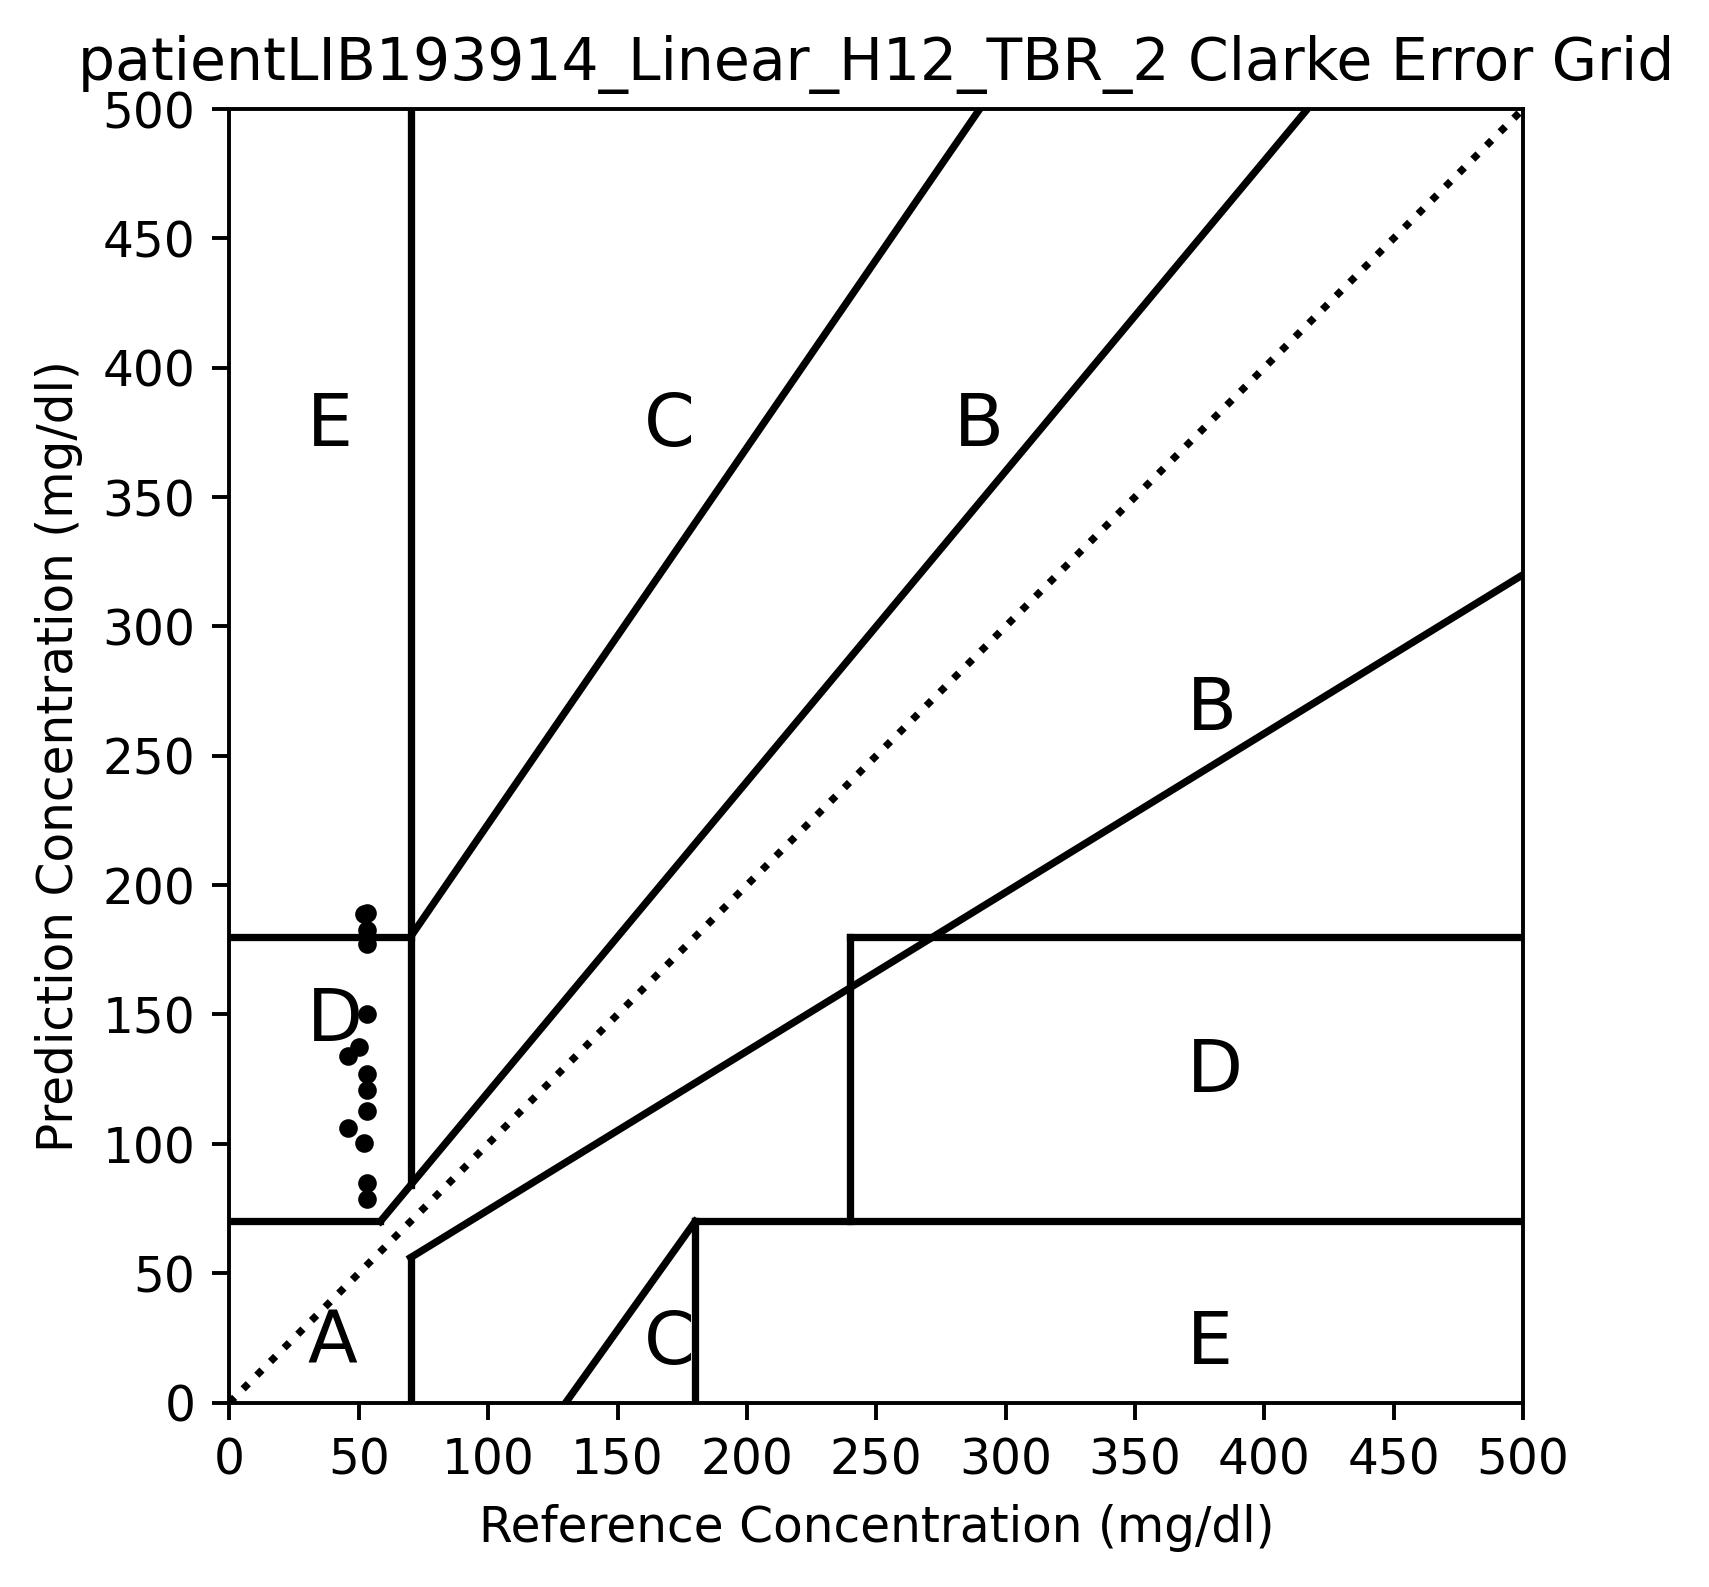 patientLIB193914_Linear_H12_TBR_2 Clarke Error Grid
500
450
400
350
300
250
200
150
100
50
0
Prediction Concentration (mg/dl)
E
C
B
B
D
D
A
C
E
0 50 100 150 200 250 300 350 400 450 500
Reference Concentration (mg/dl)